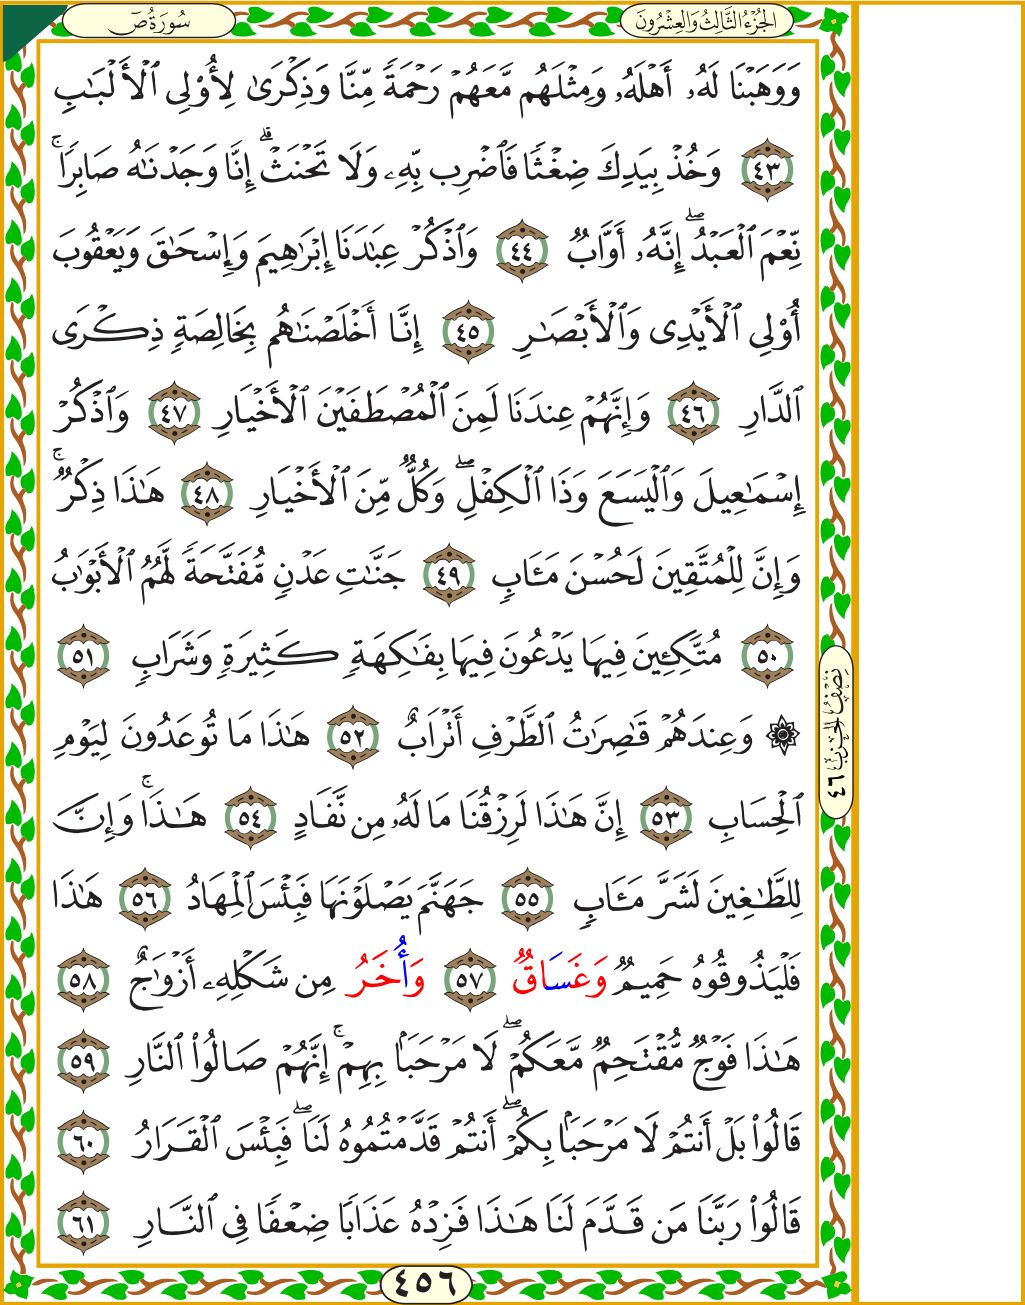 سُورَةُ صٓ
الجُزْءُ الثَّالِثُ وَالعِشْرُونَ
وَوَهَبْنَا لَهُۥ أَهْلَهُۥ وَمِثْلَهُم مَّعَهُمْ رَحْمَةً مِّنَّا وَذِكْرَىٰ لِأُوْلِى ٱلْأَلْبَٰبِ
٤٣ وَخُذْ بِيَدِكَ ضِغْثًا فَٱضْرِب بِّهِۦ وَلَا تَحْنَثْۗ إِنَّا وَجَدْنَٰهُ صَابِرًاۚ
نِّعْمَ ٱلْعَبْدُۖ إِنَّهُۥٓ أَوَّابٌ ٤٤ وَٱذْكُرْ عِبَٰدَنَا إِبْرَٰهِيمَ وَإِسْحَٰقَ وَيَعْقُوبَ
أُوْلِى ٱلْأَيْدِى وَٱلْأَبْصَٰرِ ٤٥ إِنَّا أَخْلَصْنَٰهُم بِخَالِصَةِ ذِكْرَى
ٱلدَّارِ ٤٦ وَإِنَّهُمْ عِندَنَا لَمِنَ ٱلْمُصْطَفَيْنَ ٱلْأَخْيَارِ ٤٧ وَٱذْكُرْ
إِسْمَٰعِيلَ وَٱلْيَسَعَ وَذَا ٱلْكِفْلِۖ وَكُلٌّ مِّنَ ٱلْأَخْيَارِ ٤٨ هَٰذَا ذِكْرٌۚ
وَإِنَّ لِلْمُتَّقِينَ لَحُسْنَ مَـَٔابٍ ٤٩ جَنَّٰتِ عَدْنٍ مُّفَتَّحَةً لَّهُمُ ٱلْأَبْوَٰبُ
٥٠ مُتَّكِـِٔينَ فِيهَا يَدْعُونَ فِيهَا بِفَٰكِهَةٍ كَثِيرَةٍ وَشَرَابٍ ٥١
۞ وَعِندَهُمْ قَٰصِرَٰتُ ٱلطَّرْفِ أَتْرَابٌ ٥٢ هَٰذَا مَا تُوعَدُونَ لِيَوْمِ
ٱلْحِسَابِ ٥٣ إِنَّ هَٰذَا لَرِزْقُنَا مَا لَهُۥ مِن نَّفَادٍ ٥٤ هَٰذَاۚ وَإِنَّ
لِلطَّٰغِينَ لَشَرَّ مَـَٔابٍ ٥٥ جَهَنَّمَ يَصْلَوْنَهَا فَبِئْسَ ٱلْمِهَادُ ٥٦ هَٰذَا
فَلْيَذُوقُوهُ حَمِيمٌ وَغَسَاقٌ ٥٧ وَأُخَرُ مِن شَكْلِهِۦ أَزْوَٰجٌ ٥٨
هَٰذَا فَوْجٌ مُّقْتَحِمٌ مَّعَكُمْۖ لَا مَرْحَبًا بِهِمْۚ إِنَّهُمْ صَالُواْ ٱلنَّارِ ٥٩
قَالُواْ بَلْ أَنتُمْ لَا مَرْحَبًا بِكُمْۖ أَنتُمْ قَدَّمْتُمُوهُ لَنَاۖ فَبِئْسَ ٱلْقَرَارُ ٦٠
قَالُواْ رَبَّنَا مَن قَدَّمَ لَنَا هَٰذَا فَزِدْهُ عَذَابًا ضِعْفًا فِى ٱلنَّارِ ٦١
نِصْفُ الحِزْبِ ٤٦
٤٥٦